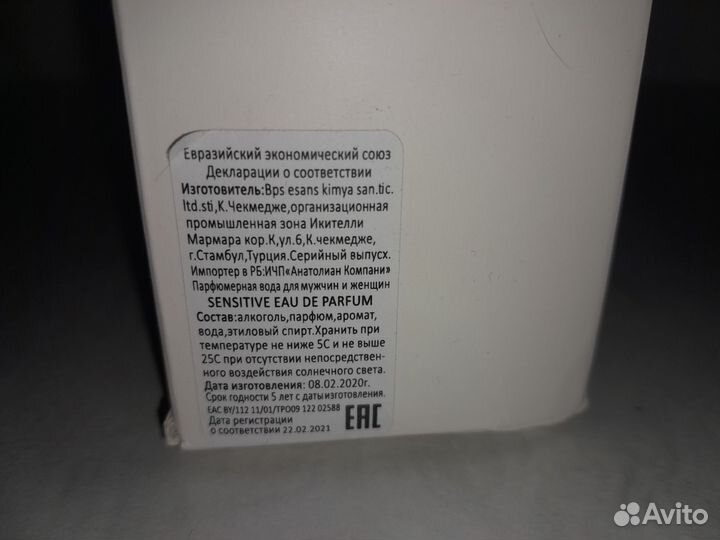 Евразийский экономический союз
Декларации о соответствии
Изготовитель:Bps esans kimya san.tic.
ltd.sti,К.Чекмедже,организационная
промышленная зона Икителли
Мармара кор.К,ул.6,К.чекмедже,
г.Стамбул,Турция.Серийный выпуск.
Импортер в РБ:ИЧП«Анатолиан Компани»
Парфюмерная вода для мужчин и женщин
SENSITIVE EAU DE PARFUM
Состав:алкоголь,парфюм,аромат,
вода,этиловый спирт.Хранить при
температуре не ниже 5С и не выше
25С при отсутствии непосредствен-
ного воздействия солнечного света.
Дата изготовления: 08.02.2020г.
Срок годности 5 лет с даты изготовления.
ЕАС BY/112 11/01/ТРО09 122 02588
Дата регистрации
о соответствии 22.02.2021
EAC
Avito